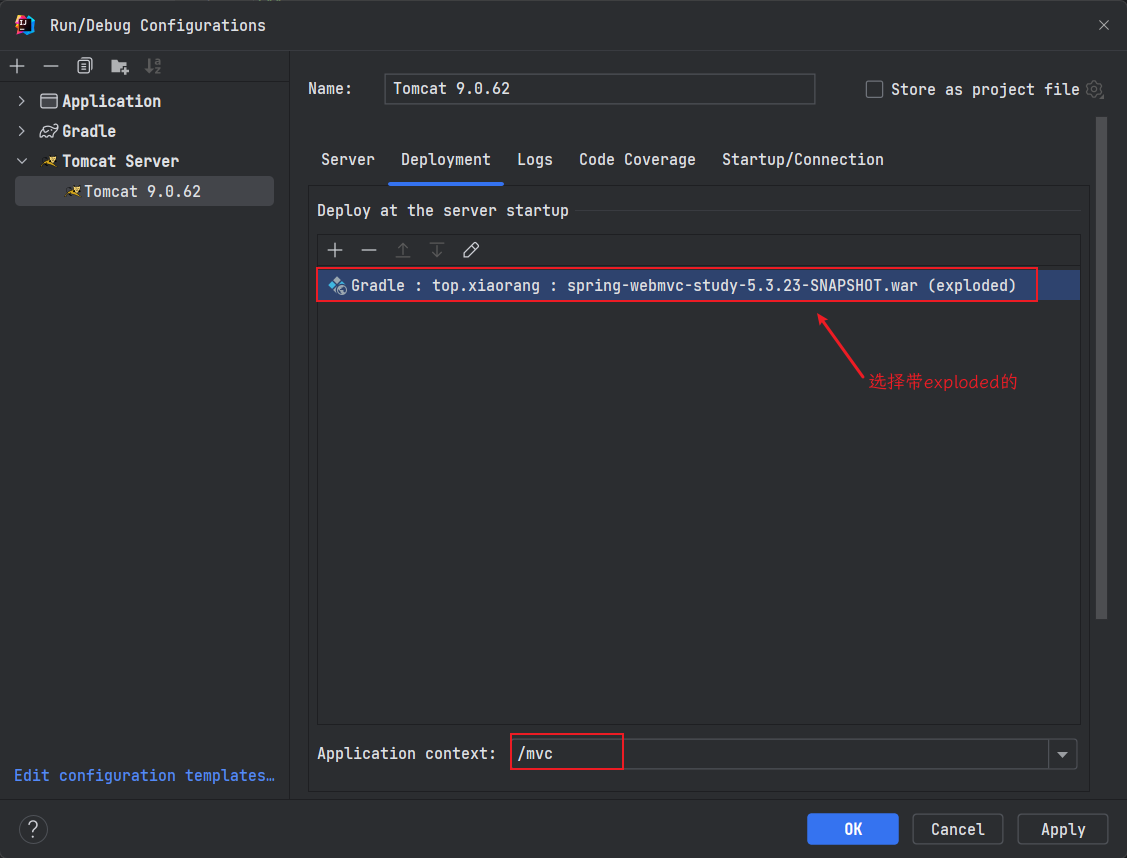 Run/Debug Configurations
Name:
Tomcat 9.0.62
Store as project file
Application
Gradle
Tomcat Server
Tomcat 9.0.62
Server
Deployment
Logs
Code Coverage
Startup/Connection
Deploy at the server startup
Gradle : top.xiaorang : spring-webmvc-study-5.3.23-SNAPSHOT.war (exploded)
选择带exploded的
Application context:
/mvc
Edit configuration templates…
?
OK
Cancel
Apply